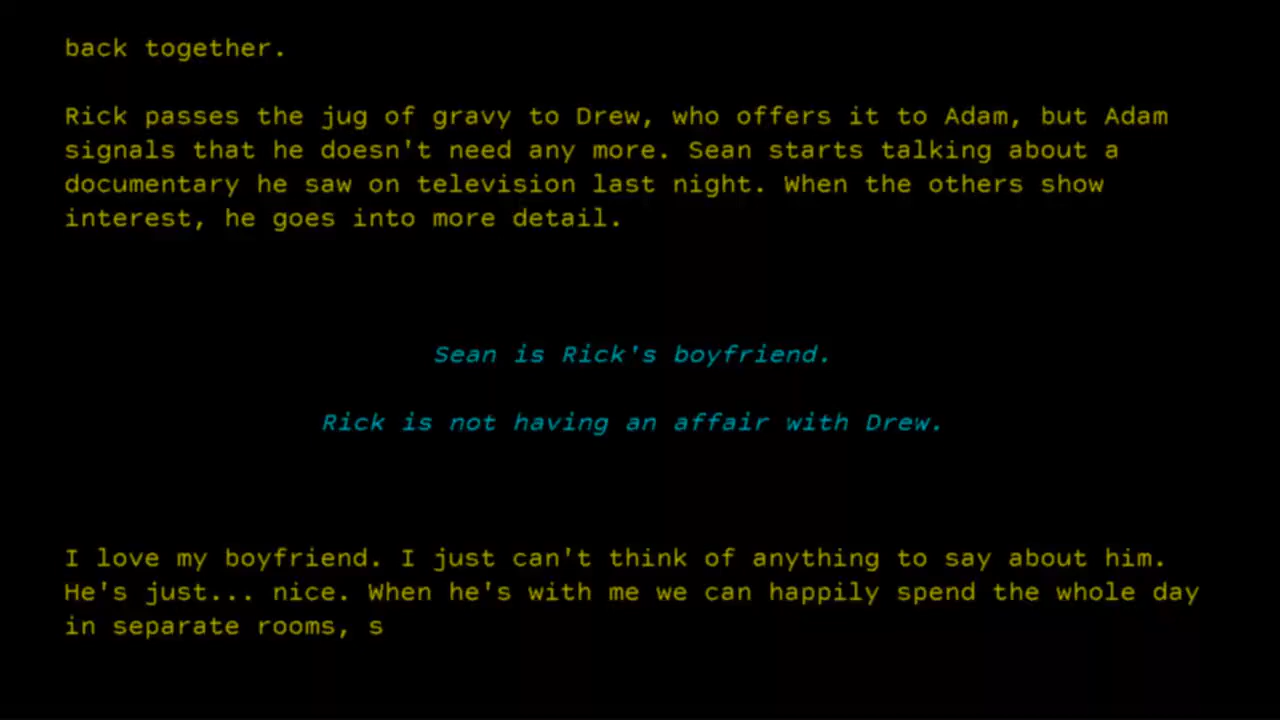 back together.
Rick passes the jug of gravy to Drew, who offers it to Adam, but Adam
signals that he doesn't need any more. Sean starts talking about a
documentary he saw on television last night. When the others show
interest, he goes into more detail.
Sean is Rick's boyfriend.
Rick is not having an affair with Drew.
I love my boyfriend. I just can't think of anything to say about him.
He's just... nice. When he's with me we can happily spend the whole day
in separate rooms, s